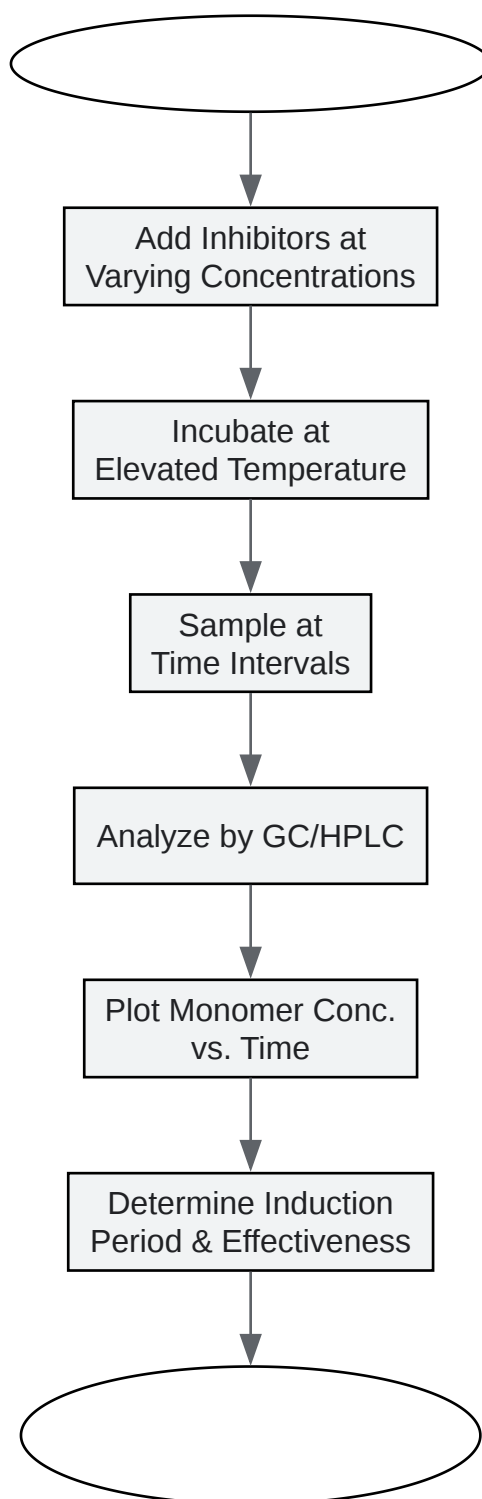 Add Inhibitors at
Varying Concentrations
Incubate at
Elevated Temperature
Sample at
Time Intervals
Analyze by GC/HPLC
Plot Monomer Conc.
vs. Time
Determine Induction
Period & Effectiveness